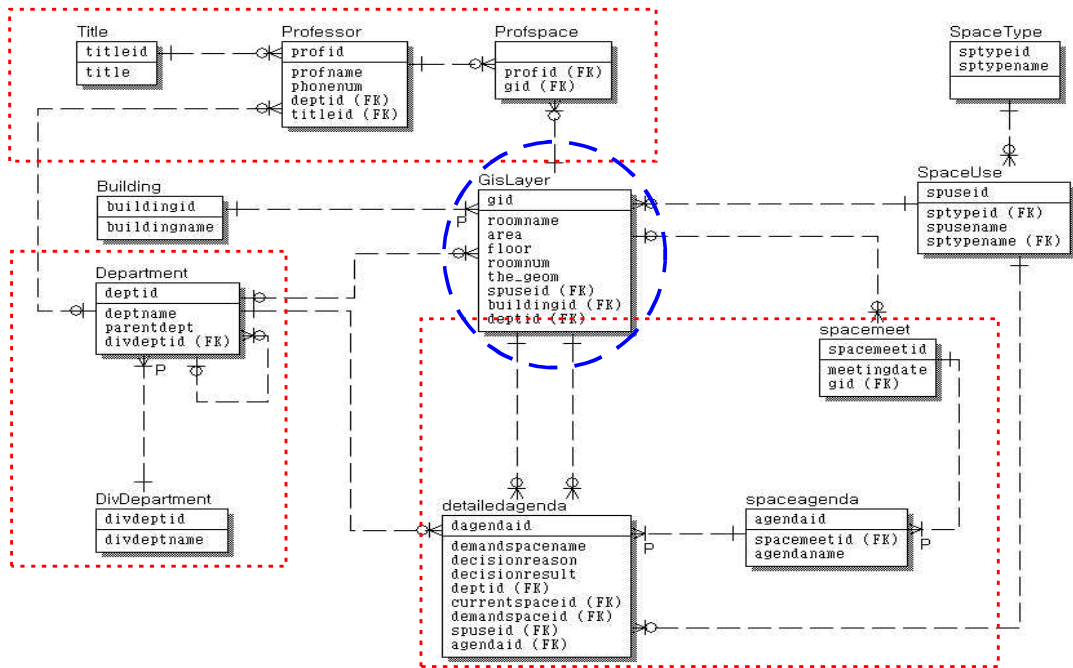 Title
titleid
title
Professor
profid
profname
phonenum
deptid (FK)
titleid (FK)
Profspace
profid (FK)
gid (FK)
SpaceType
sptypeid
sptypename
Building
buildingid
buildingname
P
GisLayer
gid
roomname
area
floor
roomnum
the_geom
spuseid (FK)
buildingid (FK)
deptid (FK)
SpaceUse
spuseid
sptypeid (FK)
spusename
sptypename (FK)
Department
deptid
deptname
parentdept
divdeptid (FK)
P
spacemeet
spacemeetid
meetingdate
gid (FK)
DivDepartment
divdeptid
divdeptname
detailedagenda
dagendaid
demandspacename
decisionreason
decisionresult
deptid (FK)
currentspaceid (FK)
demandspaceid (FK)
spuseid (FK)
agendaid (FK)
P
spaceagenda
agendaid
spacemeetid (FK)
agendaname
P